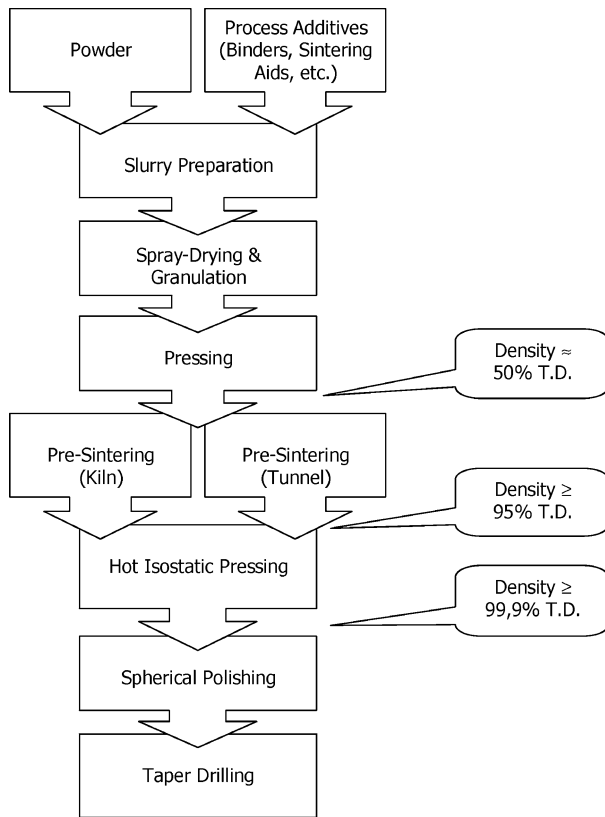 Powder
Process Additives
(Binders, Sintering
Aids, etc.)
Slurry Preparation
Spray-Drying &
Granulation
Pressing
Density ≈
50% T.D.
Pre-Sintering
(Kiln)
Pre-Sintering
(Tunnel)
Density ≥
95% T.D.
Hot Isostatic Pressing
Density ≥
99,9% T.D.
Spherical Polishing
Taper Drilling